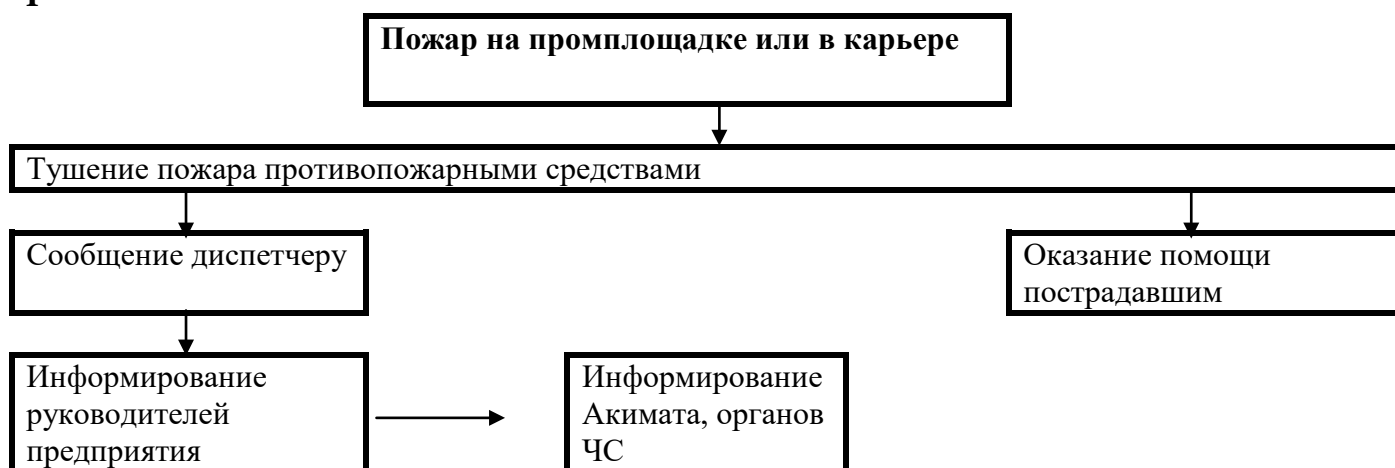 Пожар на промплощадке или в карьере
Тушение пожара противопожарными средствами
Сообщение диспетчеру
Оказание помощи
пострадавшим
Информирование
руководителей
предприятия
Информирование
Акимата, органов
ЧС